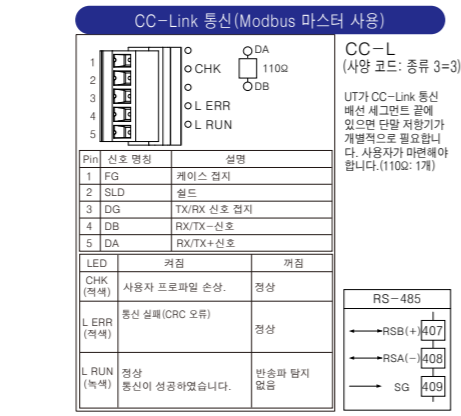 CC-Link 통신(Modbus 마스터 사용)
1
2
3
4
5
CHK
L ERR
L RUN
DA
110Ω
DB
CC-L
(사양 코드: 종류 3=3)
UT가 CC-Link 통신
배선 세그먼트 끝에
있으면 단말 저항기가
개별적으로 필요합니
다. 사용자가 마련해야
합니다.(110Ω: 1개)
Pin 신호 명칭 설명
1 FG 케이스 접지
2 SLD 쉴드
3 DG TX/RX 신호 접지
4 DB RX/TX-신호
5 DA RX/TX+신호
LED 켜짐 꺼짐
CHK
(적색) 사용자 프로파일 손상. 정상
L ERR
(적색) 통신 실패(CRC 오류) 정상
L RUN
(녹색) 정상
통신이 성공하였습니다. 반송파 탐지
없음
RS-485
RSB(+) 407
RSA(-) 408
SG 409